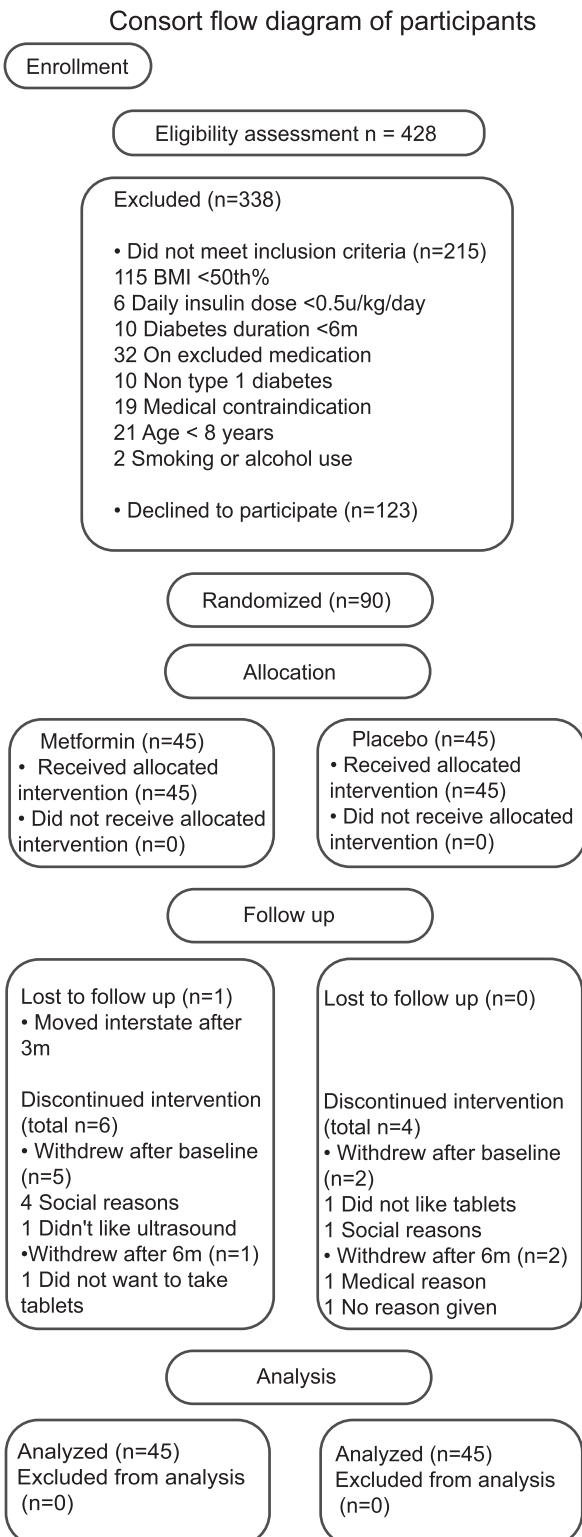 Consort flow diagram of participants
Enrollment
Eligibility assessment n = 428
Excluded (n=338)
• Did not meet inclusion criteria (n=215)
115 BMI <50th%
6 Daily insulin dose <0.5u/kg/day
10 Diabetes duration <6m
32 On excluded medication
10 Non type 1 diabetes
19 Medical contraindication
21 Age < 8 years
2 Smoking or alcohol use
• Declined to participate (n=123)
Randomized (n=90)
Allocation
Metformin (n=45)
• Received allocated
intervention (n=45)
• Did not receive allocated
intervention (n=0)
Placebo (n=45)
• Received allocated
intervention (n=45)
• Did not receive allocated
intervention (n=0)
Follow up
Lost to follow up (n=1)
• Moved interstate after
3m
Discontinued intervention
(total n=6)
• Withdrew after baseline
(n=5)
4 Social reasons
1 Didn't like ultrasound
•Withdrew after 6m (n=1)
1 Did not want to take
tablets
Lost to follow up (n=0)
Discontinued intervention
(total n=4)
• Withdrew after baseline
(n=2)
1 Did not like tablets
1 Social reasons
• Withdrew after 6m (n=2)
1 Medical reason
1 No reason given
Analysis
Analyzed (n=45)
Excluded from analysis
(n=0)
Analyzed (n=45)
Excluded from analysis
(n=0)